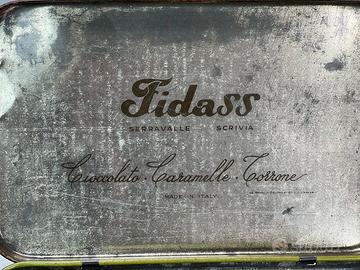 Fidass
SERRAVALLE SCRIVIA
Cioccolato · Caramelle · Torrone
MADE IN ITALY